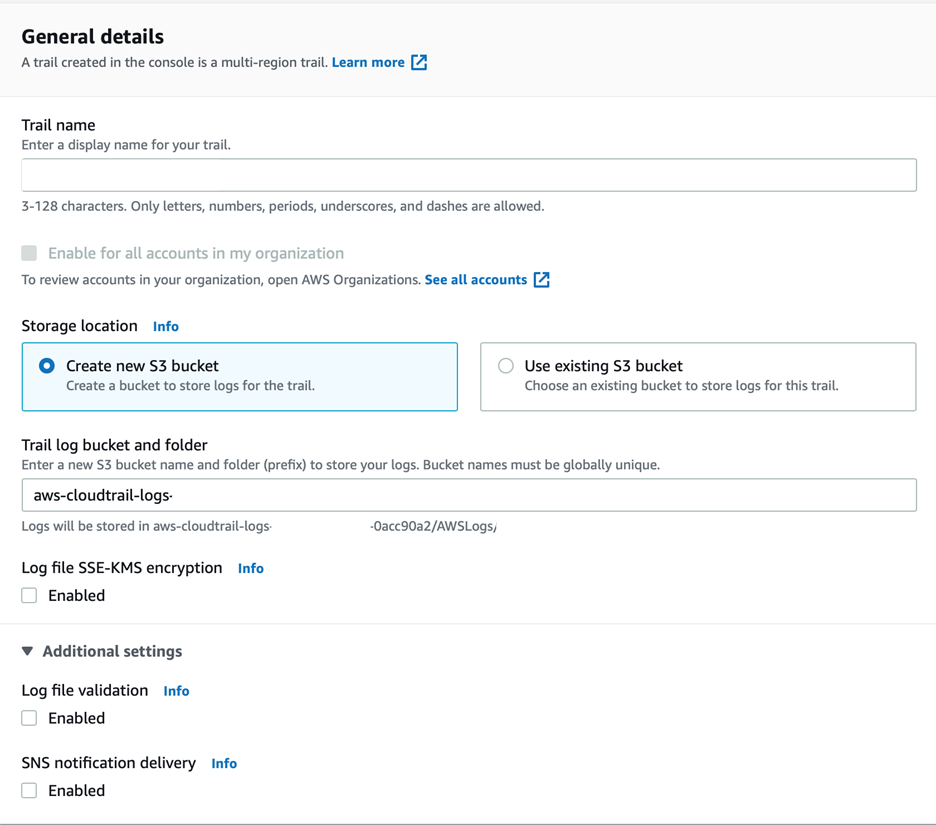 General details
A trail created in the console is a multi-region trail. Learn more
Trail name
Enter a display name for your trail.
3-128 characters. Only letters, numbers, periods, underscores, and dashes are allowed.
Enable for all accounts in my organization
To review accounts in your organization, open AWS Organizations. See all accounts
Storage location Info
Create new S3 bucket
Create a bucket to store logs for the trail.
Use existing S3 bucket
Choose an existing bucket to store logs for this trail.
Trail log bucket and folder
Enter a new S3 bucket name and folder (prefix) to store your logs. Bucket names must be globally unique.
aws-cloudtrail-logs-
Logs will be stored in aws-cloudtrail-logs- -0acc90a2/AWSLogs/
Log file SSE-KMS encryption Info
Enabled
Additional settings
Log file validation Info
Enabled
SNS notification delivery Info
Enabled